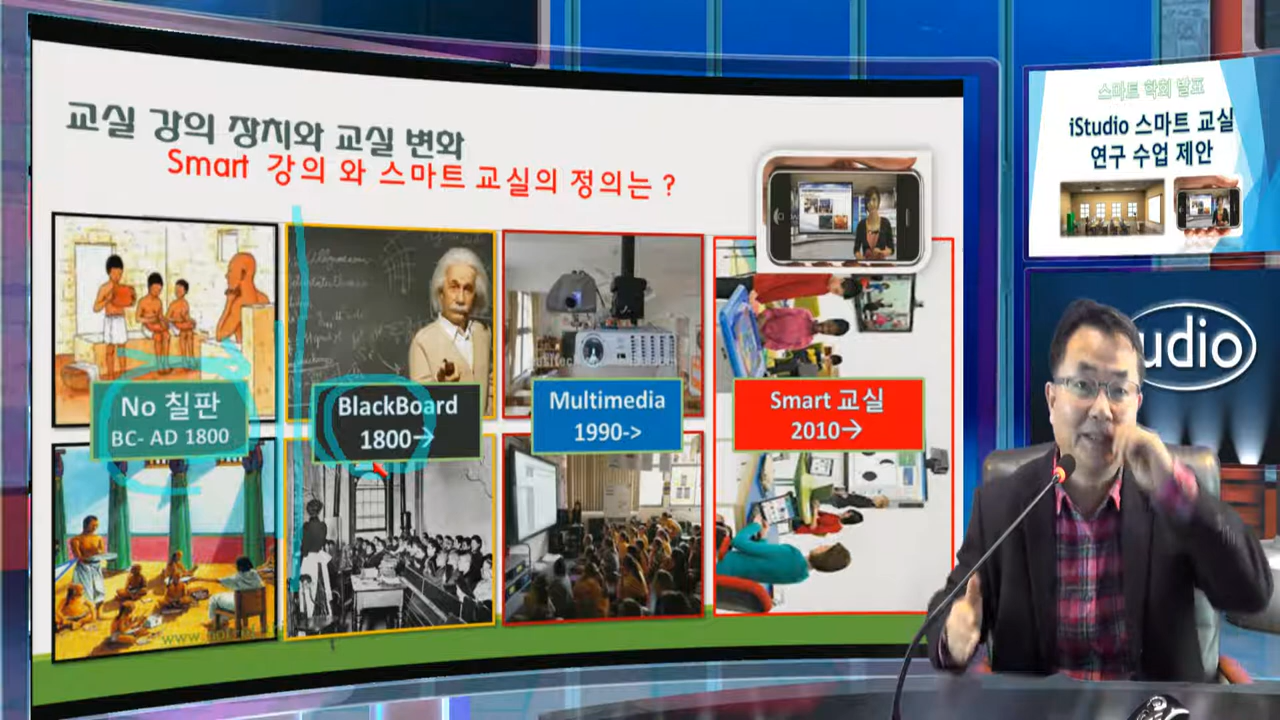 교실 강의 장치와 교실 변화
Smart 강의 와 스마트 교실의 정의는 ?
No 칠판
BC- AD 1800
BlackBoard
1800→
Multimedia
1990->
Smart 교실
2010→
스마트 학회 발표
iStudio 스마트 교실
연구 수업 제안
udio